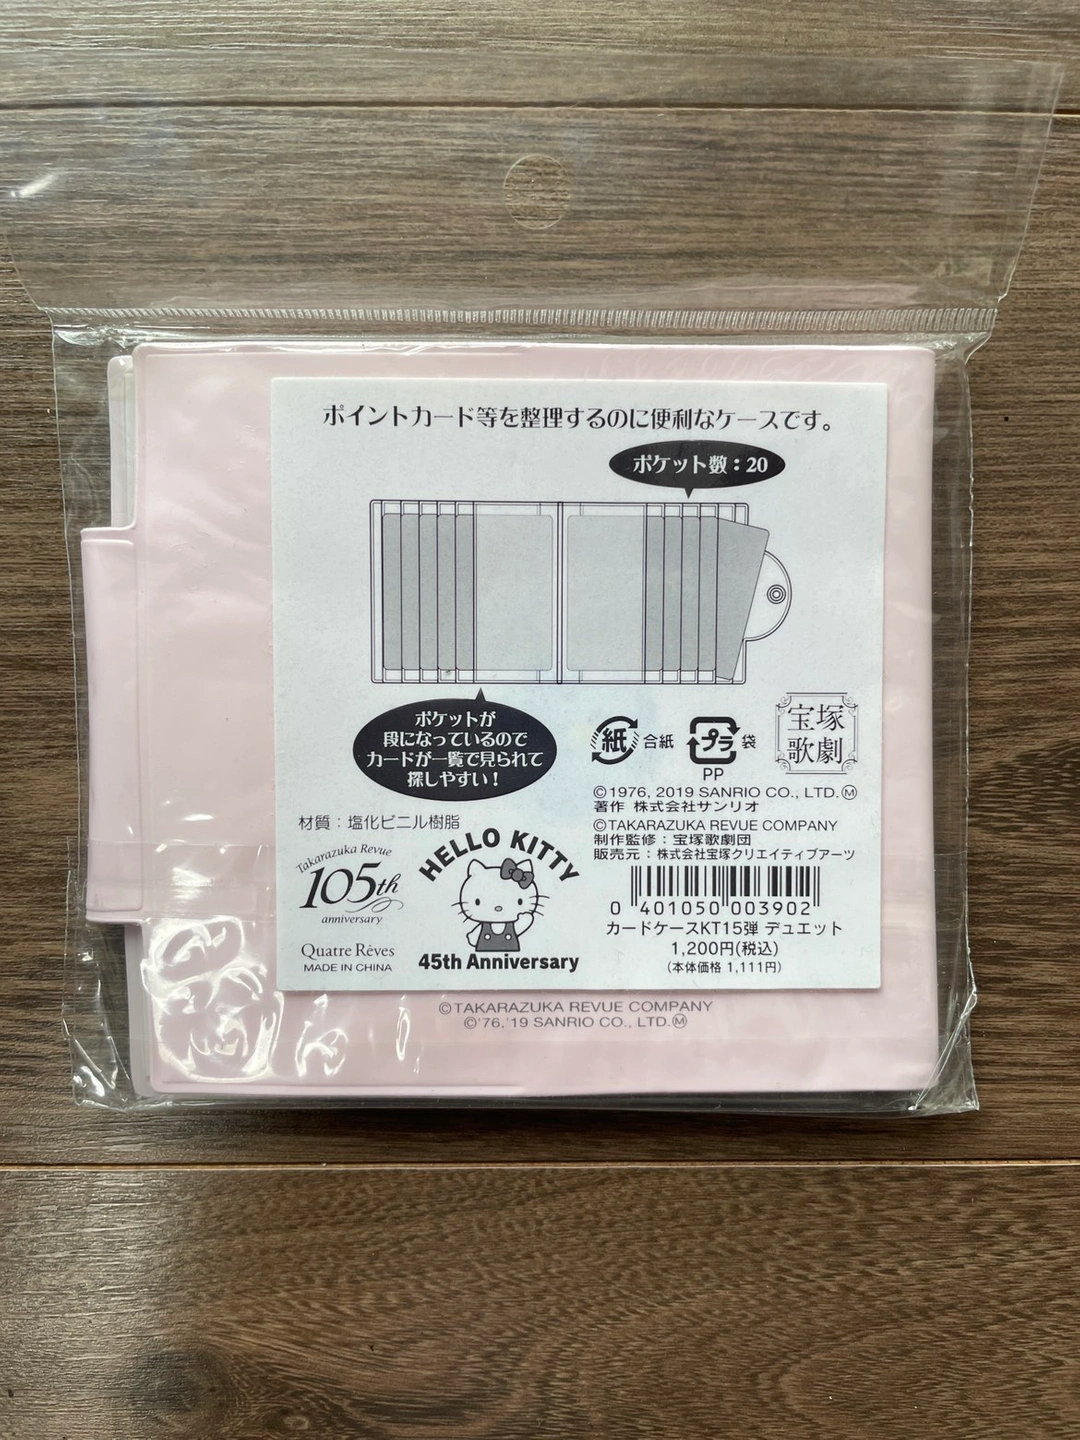 ポイントカード等を整理するのに便利なケースです。
ポケット数：20
ポケットが
段になっているので
カードが一覧で見られて
探しやすい！
紙 合紙
プラ 袋
PP
宝塚
歌劇
©1976, 2019 SANRIO CO., LTD.Ⓜ
著作 株式会社サンリオ
©TAKARAZUKA REVUE COMPANY
制作監修：宝塚歌劇団
販売元：株式会社宝塚クリエイティブアーツ
材質：塩化ビニル樹脂
Takarazuka Revue
105th
anniversary
Quatre Rêves
MADE IN CHINA
HELLO KITTY
45th Anniversary
0 401050 003902
カードケースKT15弾 デュエット
1,200円(税込)
(本体価格 1,111円)
©TAKARAZUKA REVUE COMPANY
©'76,'19 SANRIO CO., LTD.Ⓜ